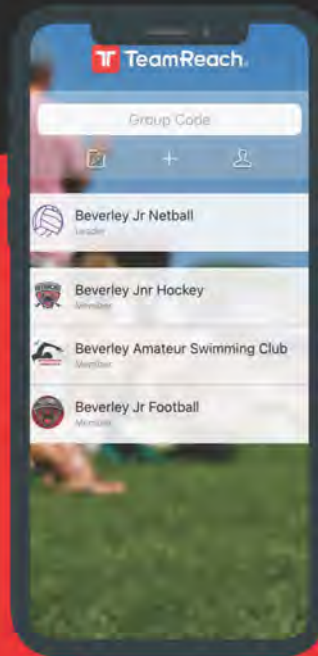 TeamReach
Group Code
Beverley Jr Netball
Leader
Beverley Jnr Hockey
Member
Beverley Amateur Swimming Club
Member
Beverley Jr Football
Member